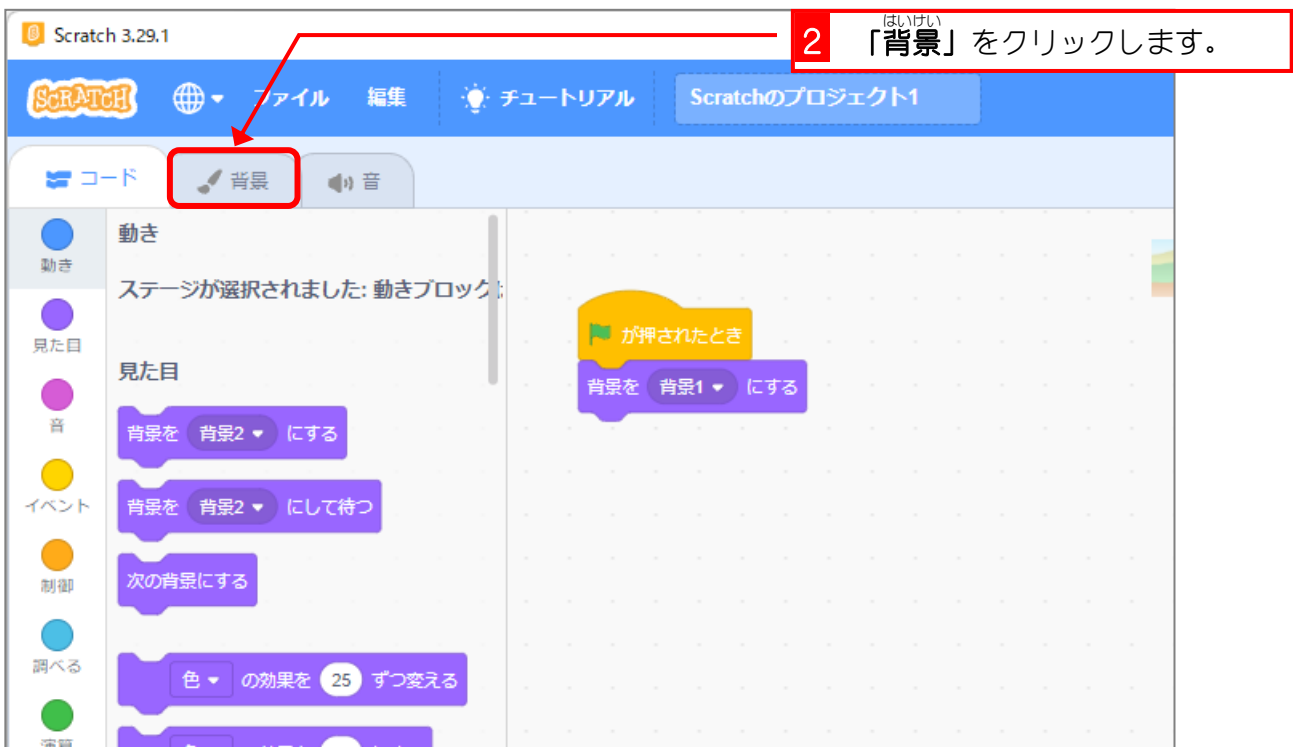 Scratch 3.29.1
はいけい
2 「背景」をクリックします。
SCRATCH ファイル 編集 チュートリアル Scratchのプロジェクト1
コード 背景 音
動き
動き
ステージが選択されました: 動きブロック
見た目
見た目
音
イベント
制御
調べる
演算
背景を 背景2 にする
背景を 背景2 にして待つ
次の背景にする
色 の効果を 25 ずつ変える
が押されたとき
背景を 背景1 にする